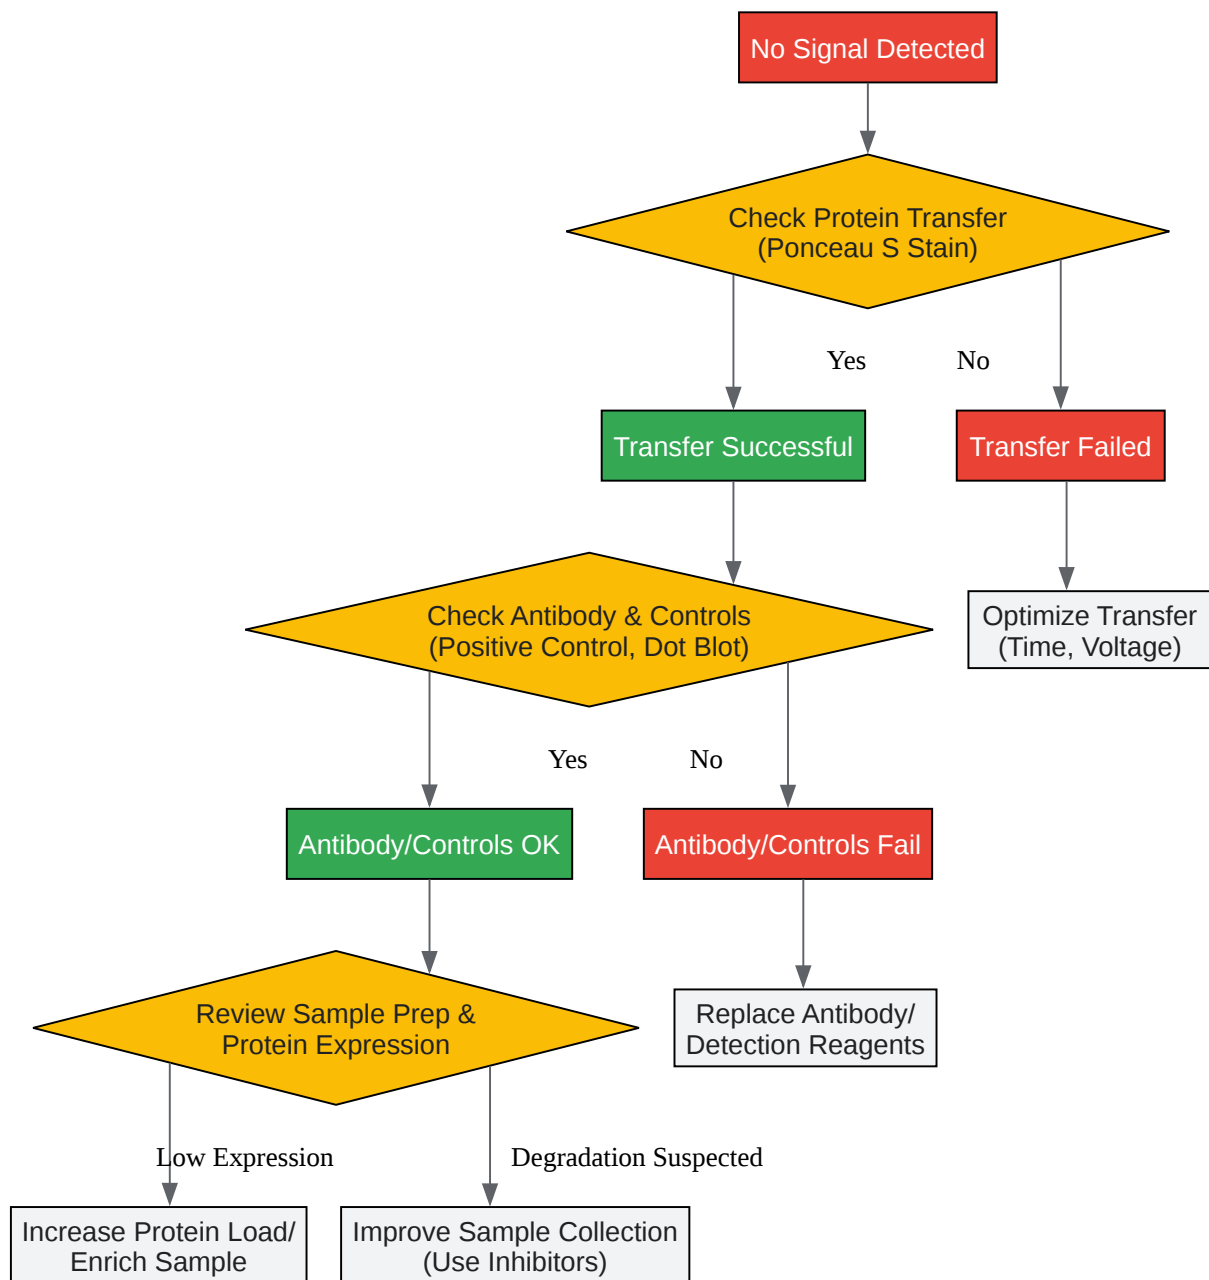 No Signal Detected
Check Protein Transfer
(Ponceau S Stain)
Yes
No
Transfer Successful
Transfer Failed
Check Antibody & Controls
(Positive Control, Dot Blot)
Optimize Transfer
(Time, Voltage)
Yes
No
Antibody/Controls OK
Antibody/Controls Fail
Review Sample Prep &
Protein Expression
Replace Antibody/
Detection Reagents
Low Expression
Degradation Suspected
Increase Protein Load/
Enrich Sample
Improve Sample Collection
(Use Inhibitors)